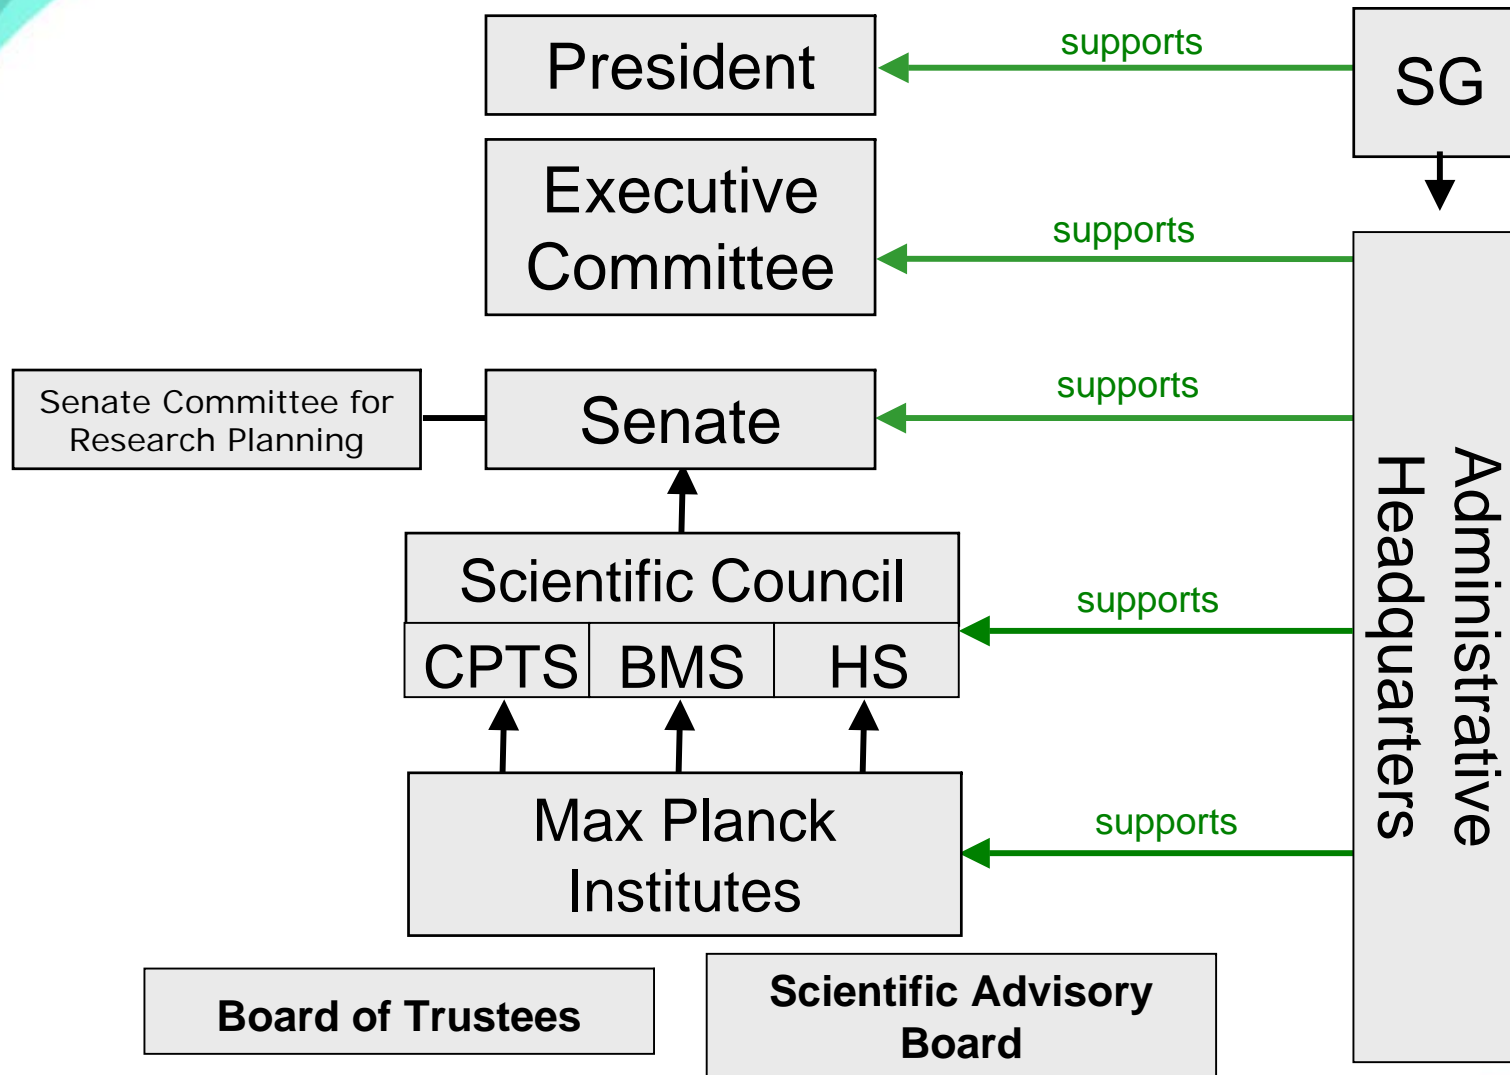 President
supports
SG
Executive
Committee
supports
Senate Committee for
Research Planning
Senate
supports
Scientific Council
CPTS
BMS
HS
supports
Administrative
Headquarters
Max Planck
Institutes
supports
Board of Trustees
Scientific Advisory
Board